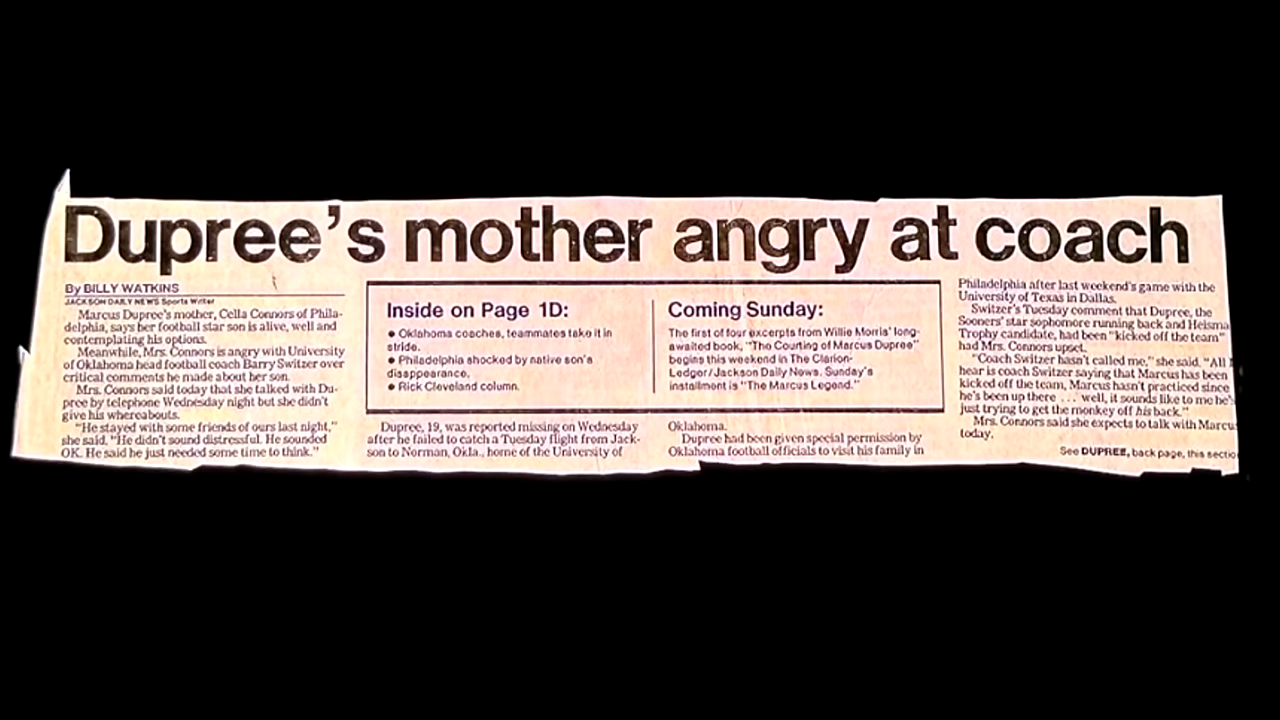 Dupree's mother angry at coach
By BILLY WATKINS
JACKSON DAILY NEWS Sports Writer
Marcus Dupree's mother, Cella Connors of Phila-
delphia, says her football star son is alive, well and
contemplating his options.
Meanwhile, Mrs. Connors is angry with University
of Oklahoma head football coach Barry Switzer over
critical comments he made about her son.
Mrs. Connors said today that she talked with Du-
pree by telephone Wednesday night but she didn't
give his whereabouts.
"He stayed with some friends of ours last night,"
she said. "He didn't sound distressful. He sounded
OK. He said he just needed some time to think."
Inside on Page 1D:
● Oklahoma coaches, teammates take it in
stride.
● Philadelphia shocked by native son's
disappearance.
● Rick Cleveland column.
Coming Sunday:
The first of four excerpts from Willie Morris' long-
awaited book, "The Courting of Marcus Dupree"
begins this weekend in The Clarion-
Ledger/Jackson Daily News. Sunday's
installment is "The Marcus Legend."
Dupree, 19, was reported missing on Wednesday
after he failed to catch a Tuesday flight from Jack-
son to Norman, Okla., home of the University of
Oklahoma.
Dupree had been given special permission by
Oklahoma football officials to visit his family in
Philadelphia after last weekend's game with the
University of Texas in Dallas.
Switzer's Tuesday comment that Dupree, the
Sooners' star sophomore running back and Heisma
Trophy candidate, had been "kicked off the team"
had Mrs. Connors upset.
"Coach Switzer hasn't called me," she said. "All I
hear is coach Switzer saying that Marcus has been
kicked off the team, Marcus hasn't practiced since
he's been up there ... well, it sounds like to me he's
just trying to get the monkey off his back."
Mrs. Connors said she expects to talk with Marcus
today.
See DUPREE, back page, this sectio